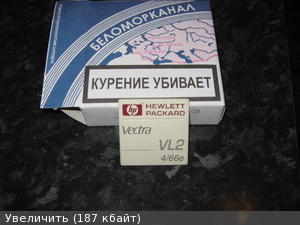 БЕЛОМОРКАНАЛ
КУРЕНИЕ УБИВАЕТ
hp HEWLETT
PACKARD
Vectra
VL2
4/66e
Увеличить (187 кбайт)